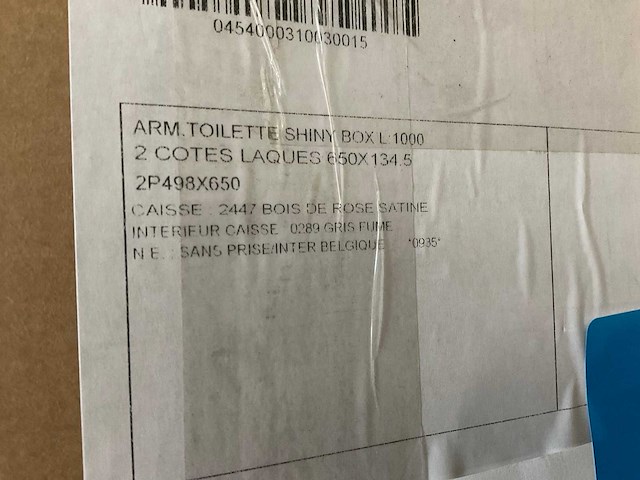 0454000310030015
ARM.TOILETTE SHINY BOX L:1000
2 COTES LAQUES 650X134.5
2P498X650
CAISSE : 2447 BOIS DE ROSE SATINE
INTERIEUR CAISSE : 0289 GRIS FUME
N E. : SANS PRISE/INTER BELGIQUE *0935*